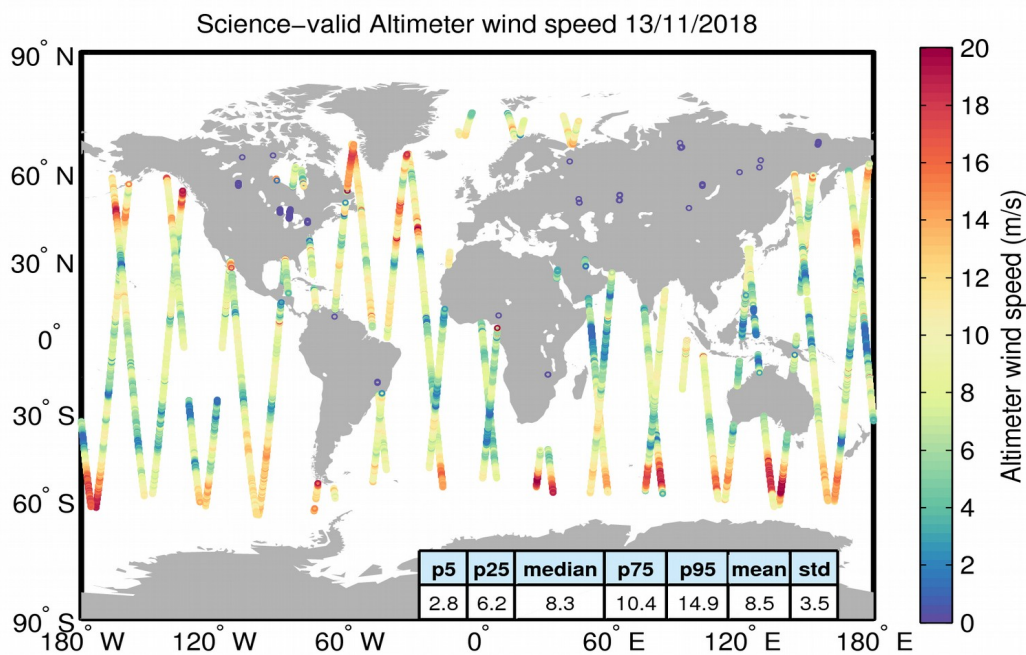 Science−valid Altimeter wind speed 13/11/2018
90° N
60° N
30° N
0°
30° S
60° S
90° S
180° W
120° W
60° W
0°
60° E
120° E
180° E
20
18
16
14
12
10
8
6
4
2
0
Altimeter wind speed (m/s)
p5 p25 median p75 p95 mean std
2.8 6.2 8.3 10.4 14.9 8.5 3.5